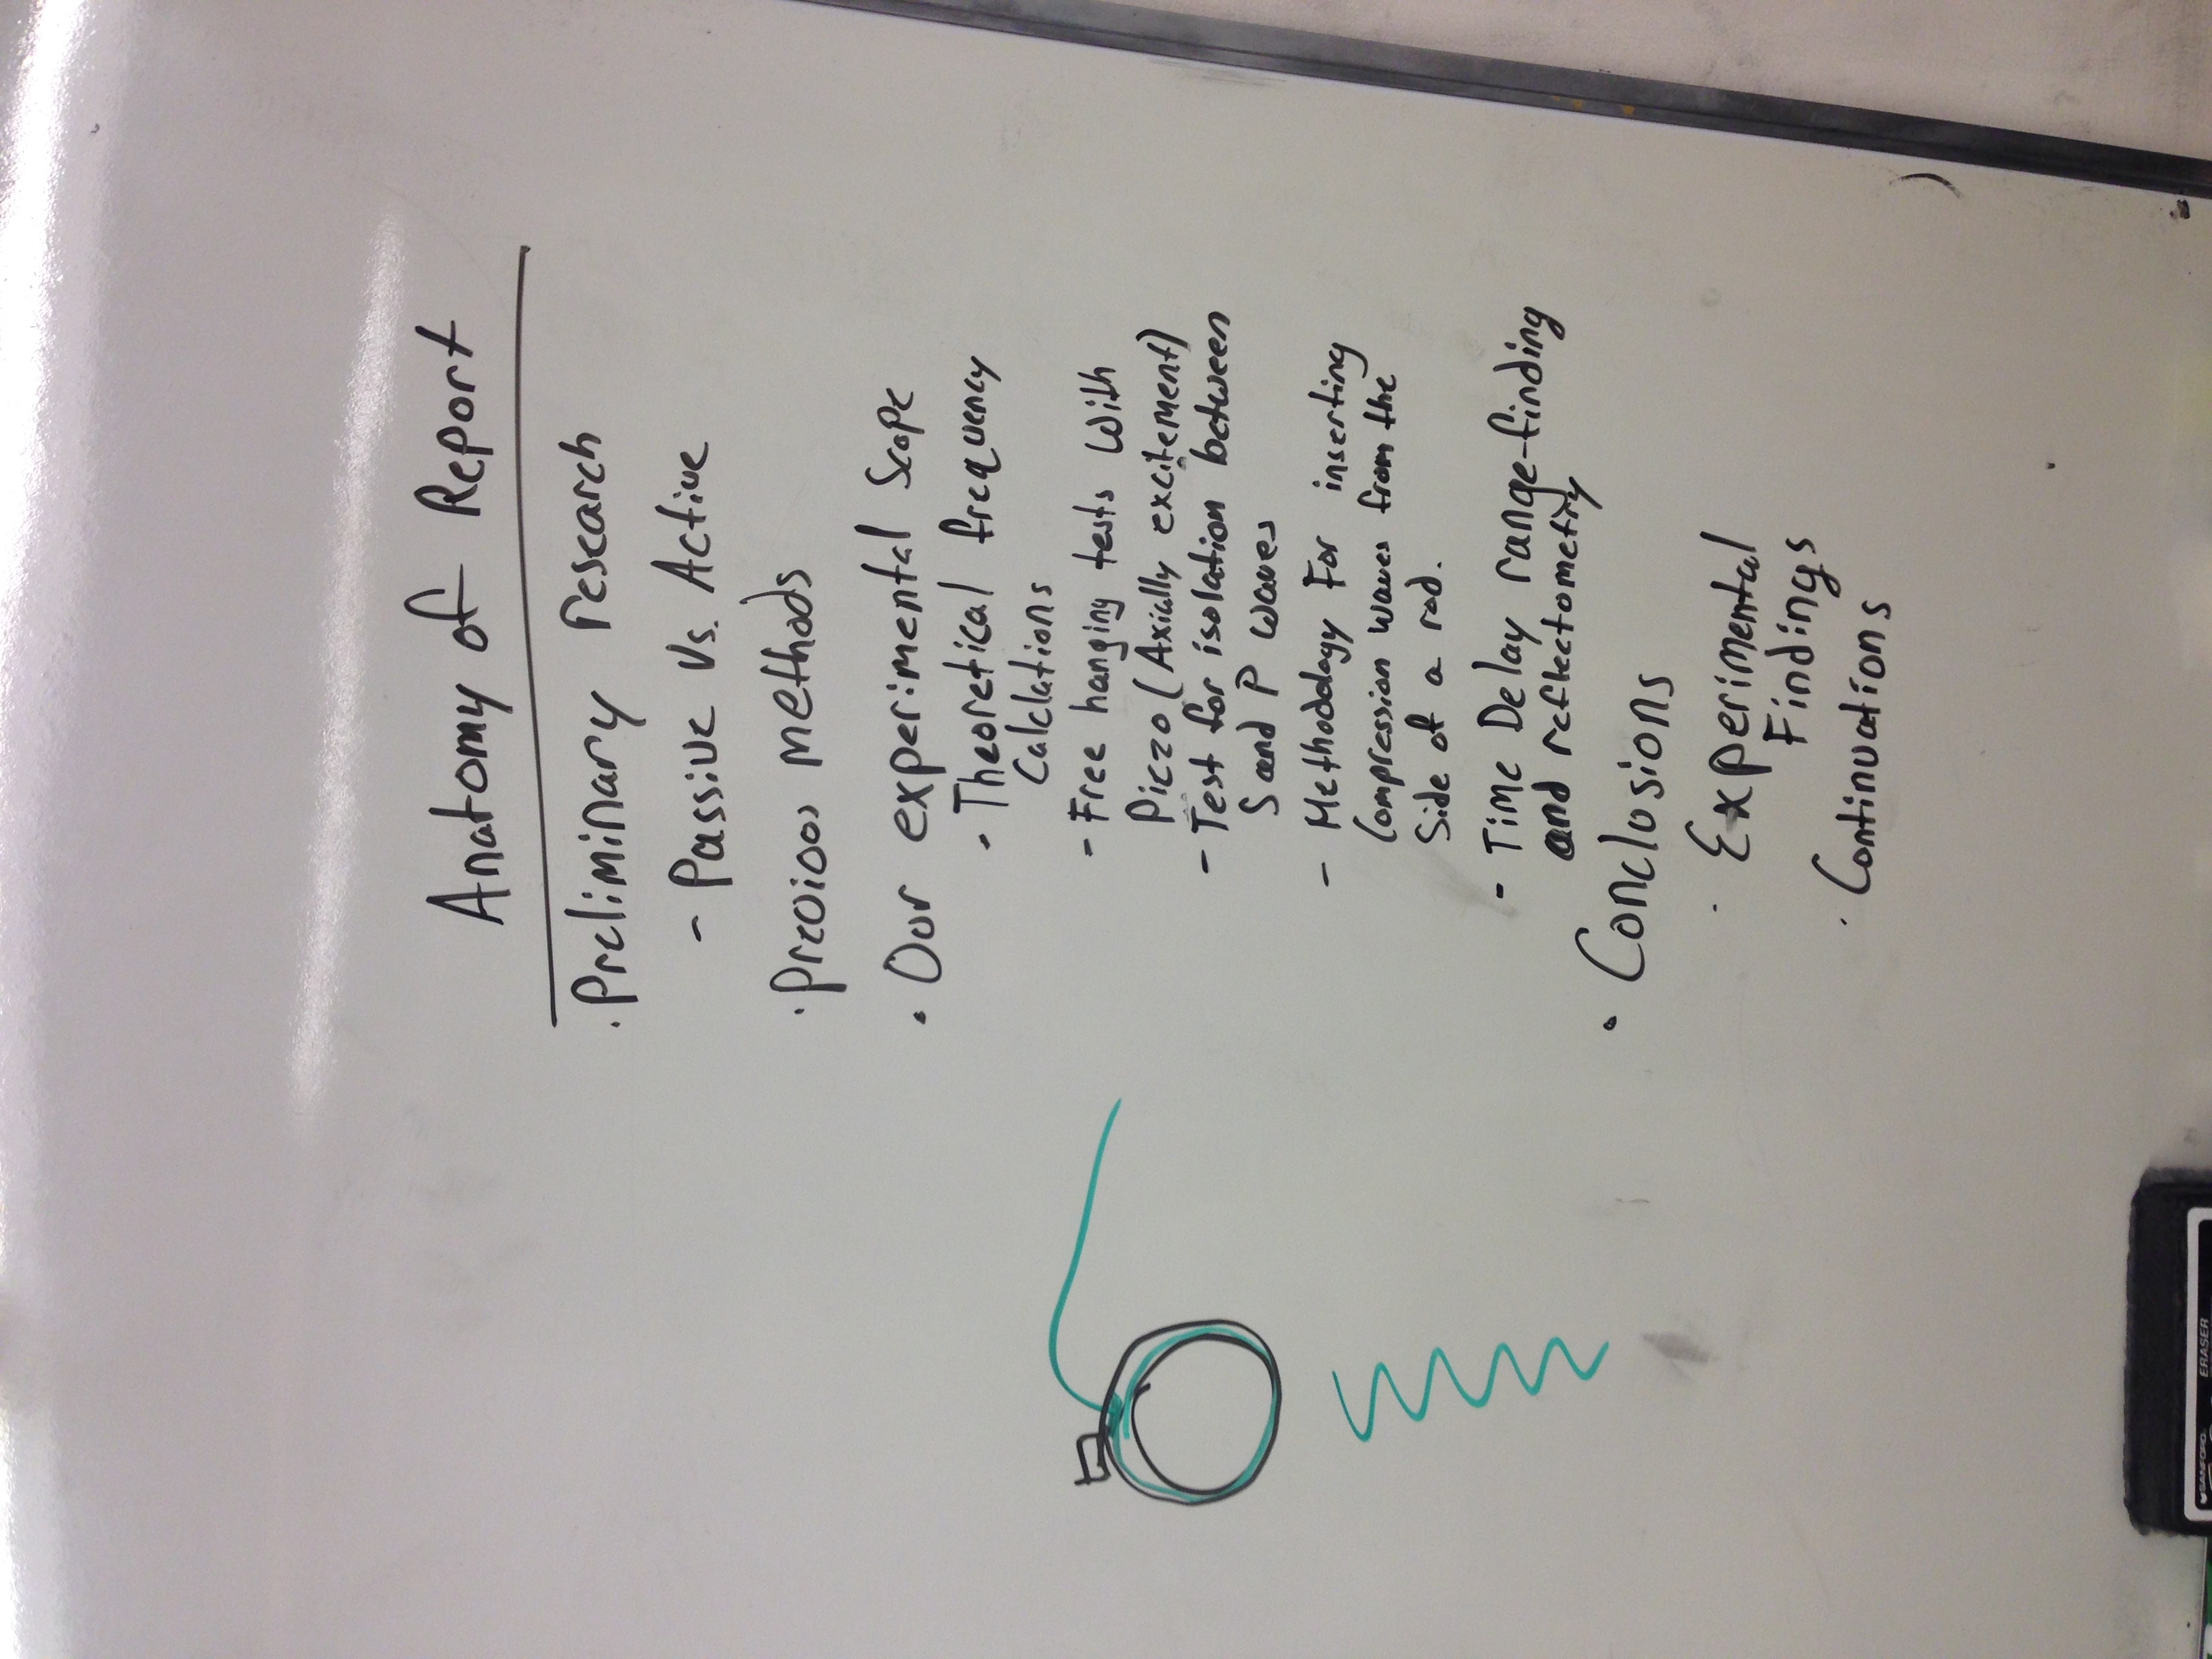 Anatomy of Report
· Preliminary research
- Passive Vs. Active
· Previous methods
· Our experimental Scope
- Theoretical frequency
Calclations
- Free hanging tests With
Piezo (Axially excitement)
- Test for isolation between
S and P waves
- Methodology For inserting
Compression waves from the
Side of a rod.
- Time Delay range-finding
and reflectometry
· Conclusions
· Experimental
Findings
· Continuations
)
SANFORD ERASER